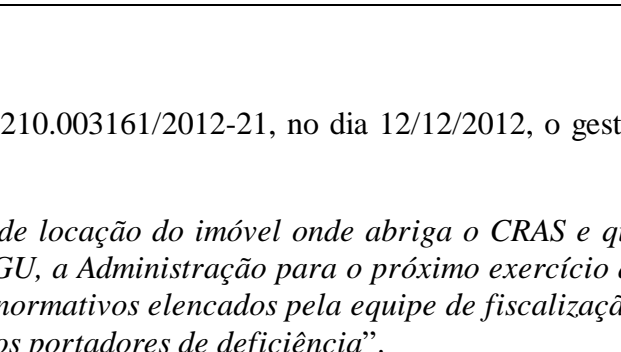 210.003161/2012-21, no dia 12/12/2012, o gest
de locação do imóvel onde abriga o CRAS e qu
GU, a Administração para o próximo exercício
normativos elencados pela equipe de fiscalizaçã
os portadores de deficiência”.